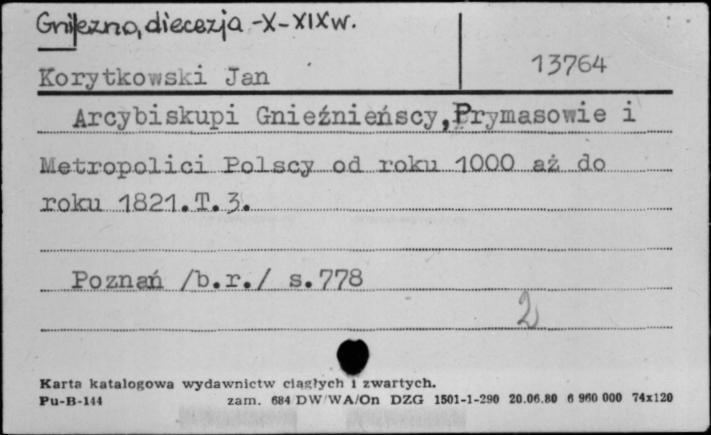 Gniezno, diecezja -X-XIX w.
Korytkowski Jan
13764
Arcybiskupi Gnieźnieńscy, Prymasowie i
Metropolici Polscy od roku 1000 aż do
roku 1821. T. 3.
Poznań /b.r./ s. 778
2
Karta katalogowa wydawnictw ciągłych i zwartych.
Pu-B-144 zam. 684 DW/WA/On DZG 1501-1-290 20.06.80 6 960 000 74x120